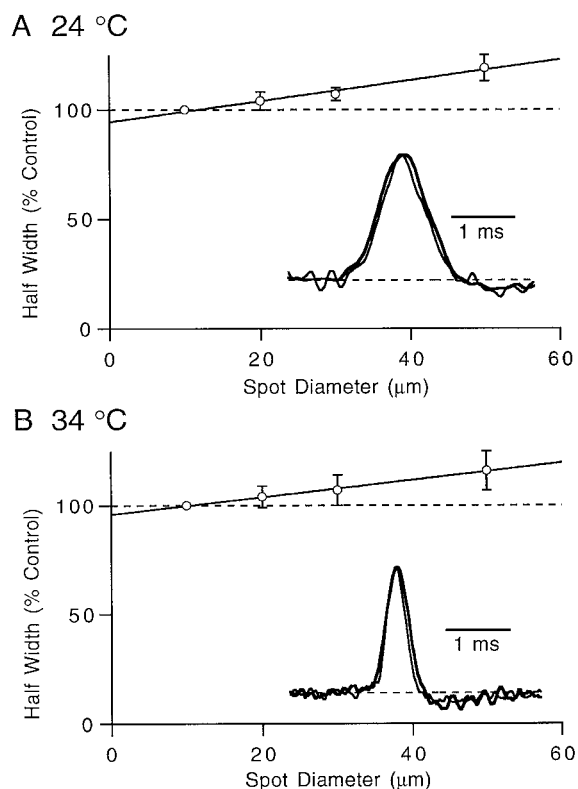 A 24 °C
Half Width (% Control)
100
50
0
1 ms
0 20 40 60
Spot Diameter (μm)
B 34 °C
Half Width (% Control)
100
50
0
1 ms
0 20 40 60
Spot Diameter (μm)